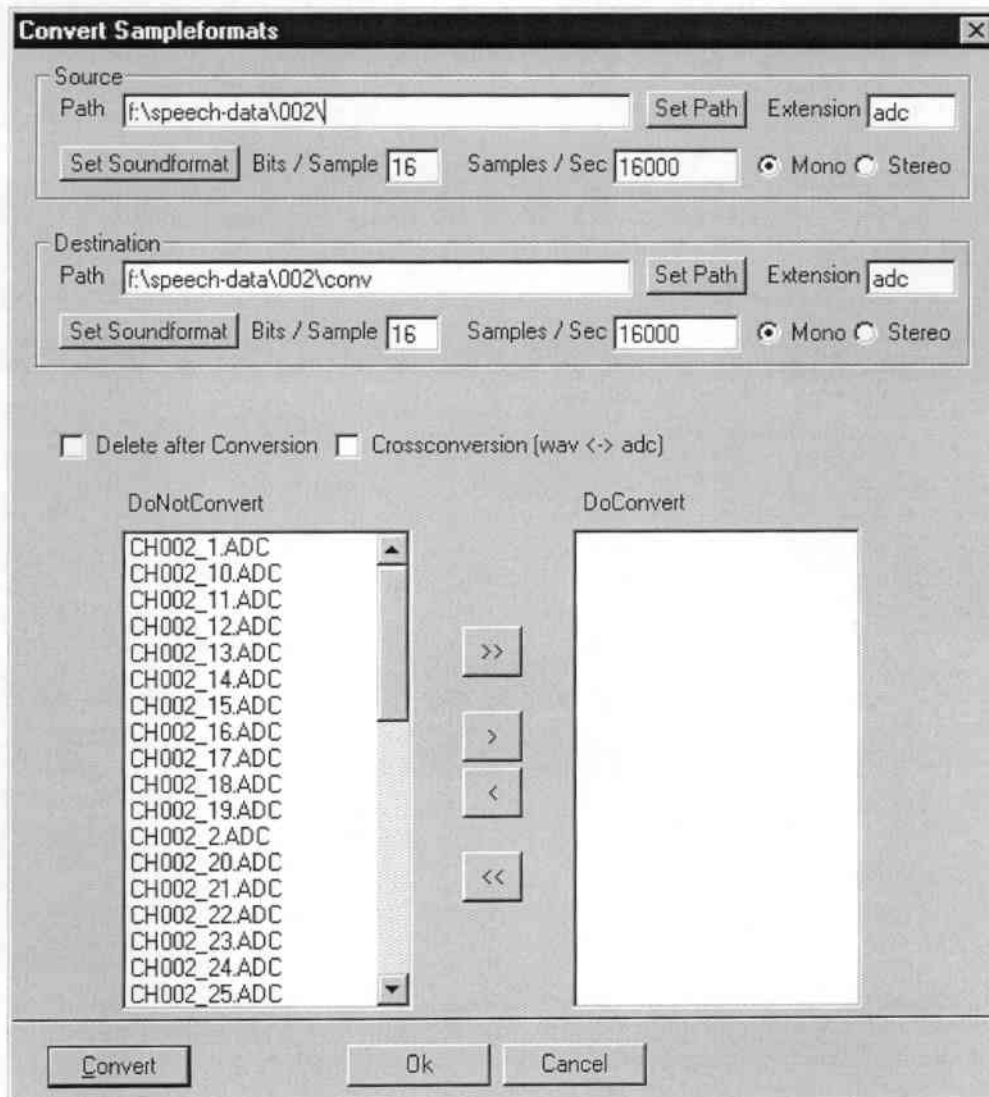 Convert Sampleformats
Source
Path f:\speech-data\002\ Set Path Extension adc
Set Soundformat Bits / Sample 16 Samples / Sec 16000 Mono Stereo
Destination
Path f:\speech-data\002\conv Set Path Extension adc
Set Soundformat Bits / Sample 16 Samples / Sec 16000 Mono Stereo
Delete after Conversion Crossconversion (wav <-> adc)
DoNotConvert
CH002_1.ADC
CH002_10.ADC
CH002_11.ADC
CH002_12.ADC
CH002_13.ADC
CH002_14.ADC
CH002_15.ADC
CH002_16.ADC
CH002_17.ADC
CH002_18.ADC
CH002_19.ADC
CH002_2.ADC
CH002_20.ADC
CH002_21.ADC
CH002_22.ADC
CH002_23.ADC
CH002_24.ADC
CH002_25.ADC
>>
>
<
<<
DoConvert
Convert Ok Cancel